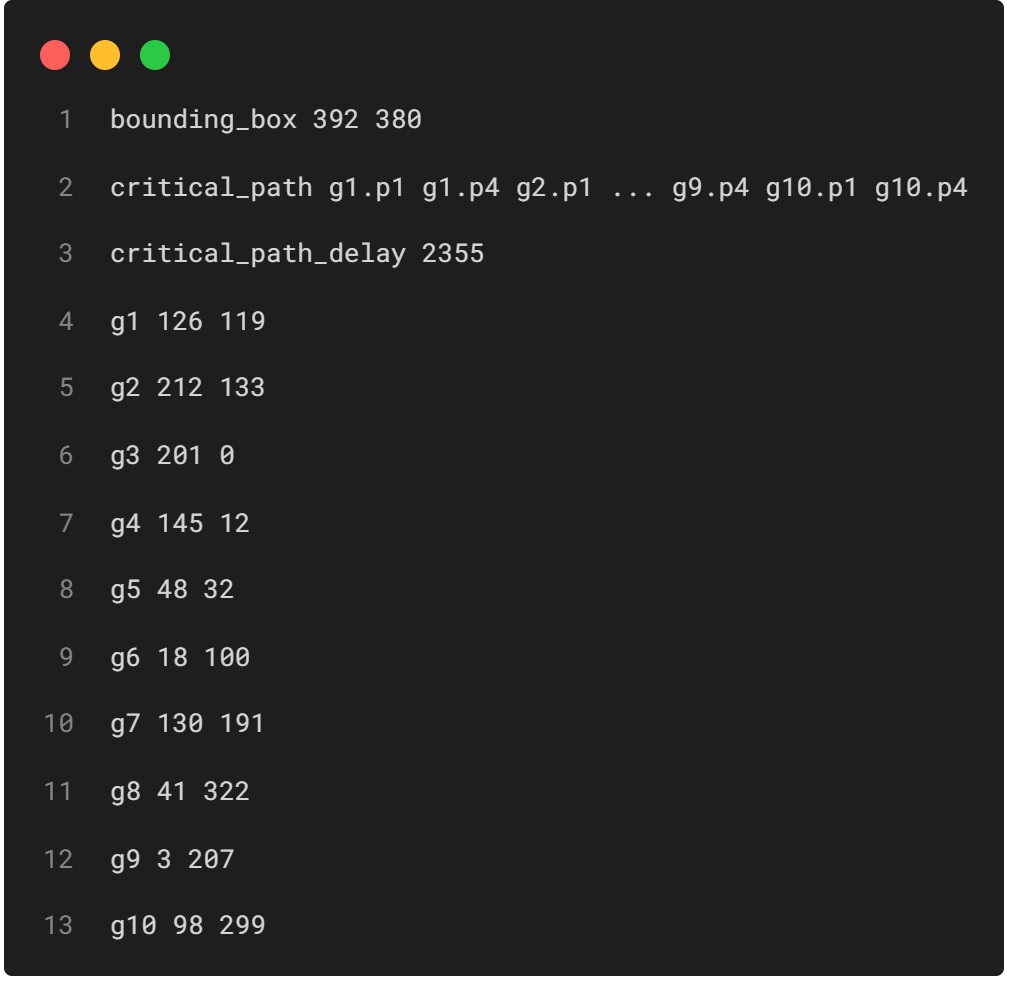 1 bounding_box 392 380
2 critical_path g1.p1 g1.p4 g2.p1 ... g9.p4 g10.p1 g10.p4
3 critical_path_delay 2355
4 g1 126 119
5 g2 212 133
6 g3 201 0
7 g4 145 12
8 g5 48 32
9 g6 18 100
10 g7 130 191
11 g8 41 322
12 g9 3 207
13 g10 98 299